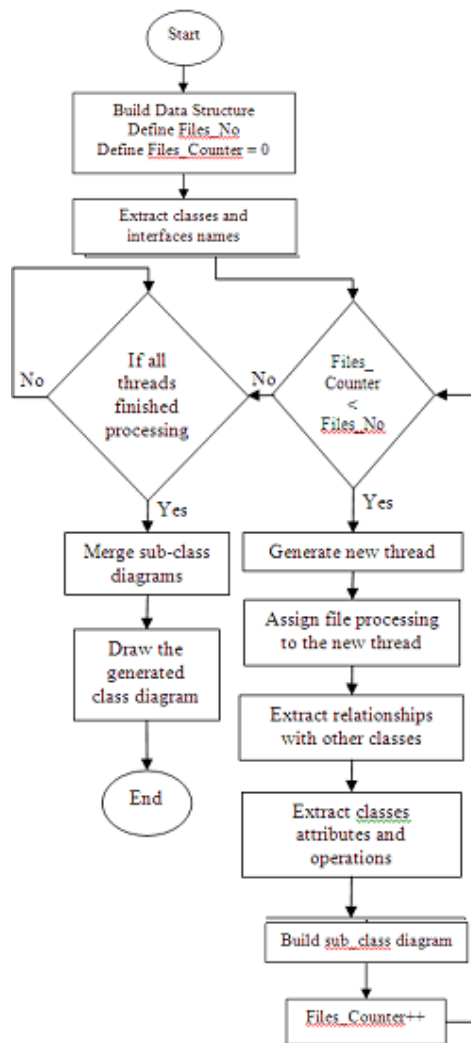 Start
Build Data Structure
Define Files_No
Define Files_Counter = 0
Extract classes and
interfaces names
If all
threads
finished
processing
No
No
Files_
Counter
<
Files_No
Yes
Yes
Merge sub-class
diagrams
Generate new thread
Draw the
generated
class diagram
Assign file processing
to the new thread
Extract relationships
with other classes
End
Extract classes
attributes and
operations
Build sub_class diagram
Files_Counter++